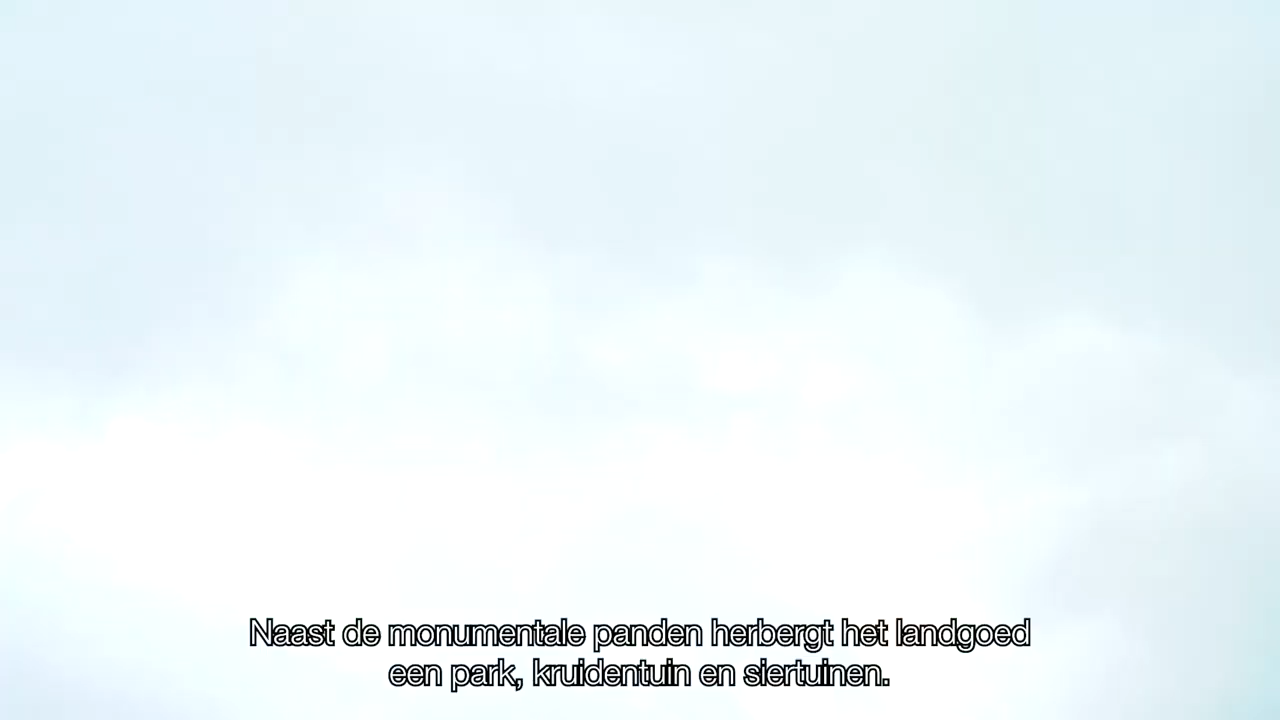 Naast de monumentale panden herbergt het landgoed
een park, kruidentuin en siertuinen.